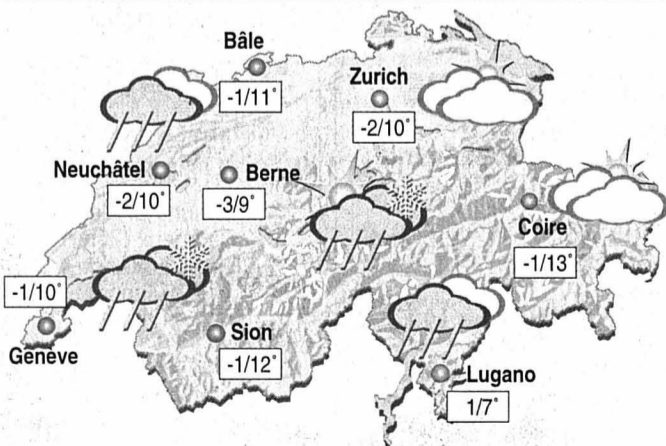 Bâle
-1/11°
Zurich
-2/10°
Neuchâtel
-2/10°
Berne
-3/9°
Coire
-1/13°
-1/10°
Genève
Sion
-1/12°
Lugano
1/7°